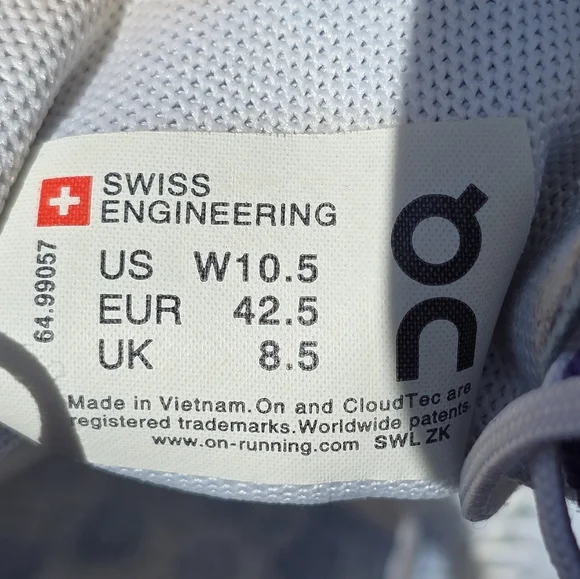 SWISS
ENGINEERING
64.99057
US W10.5
EUR 42.5
UK 8.5
On
Made in Vietnam. On and CloudTec are
registered trademarks. Worldwide patents
www.on-running.com SWL ZK